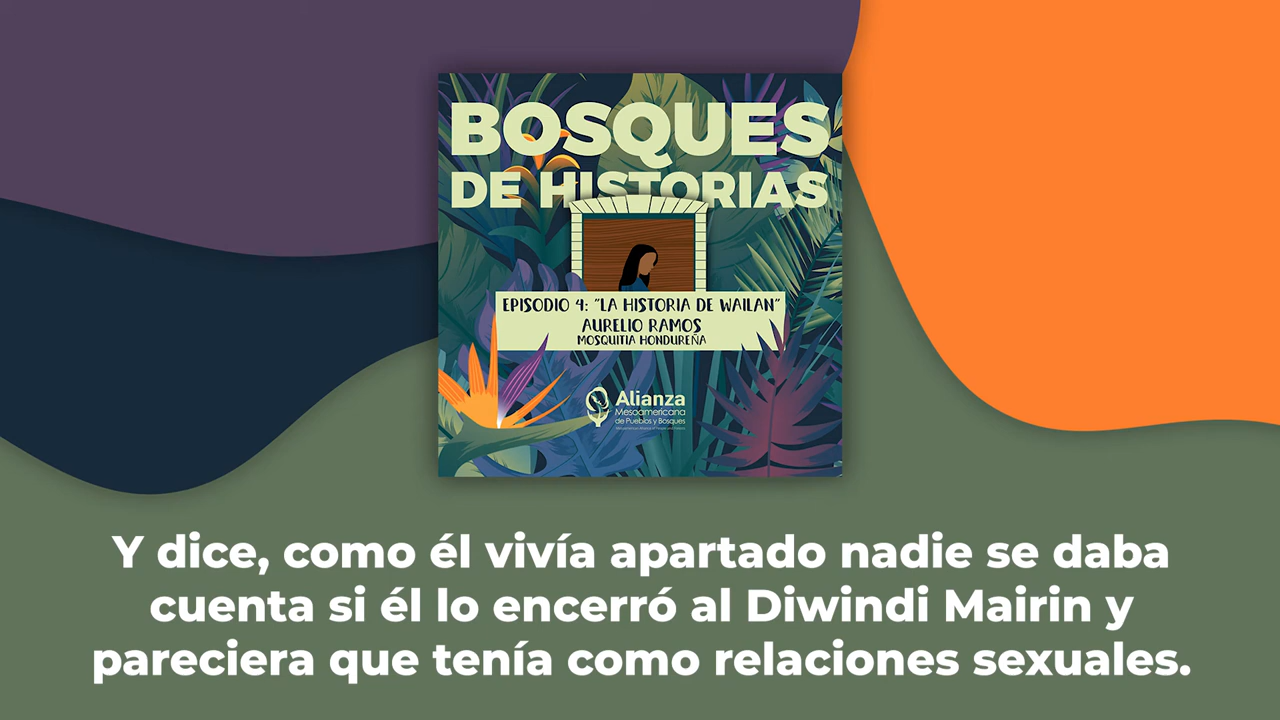 BOSQUES
DE HISTORIAS
EPISODIO 4: "LA HISTORIA DE WAILAN"
AURELIO RAMOS
MOSQUITIA HONDUREÑA
Alianza
Mesoamericana
de Pueblos y Bosques
Y dice, como él vivía apartado nadie se daba
cuenta si él lo encerró al Diwindi Mairin y
pareciera que tenía como relaciones sexuales.